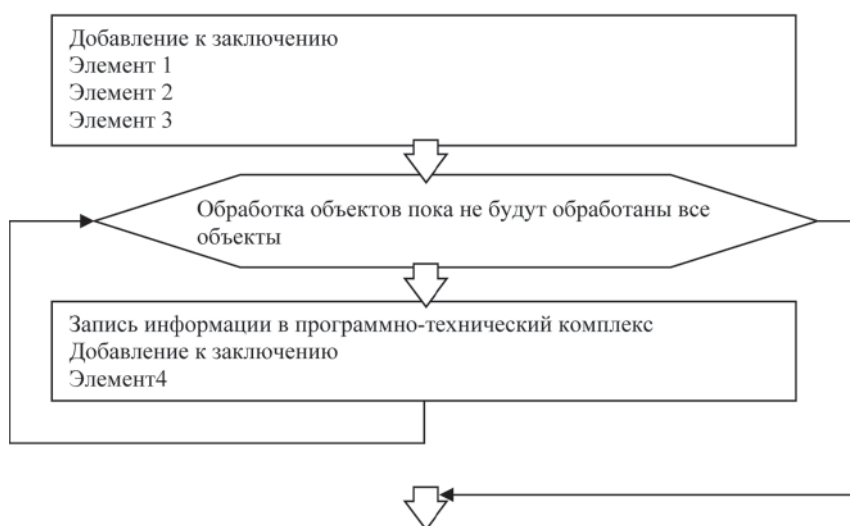 Добавление к заключению
Элемент 1
Элемент 2
Элемент 3
Обработка объектов пока не будут обработаны все
объекты
Запись информации в программно-технический комплекс
Добавление к заключению
Элемент4